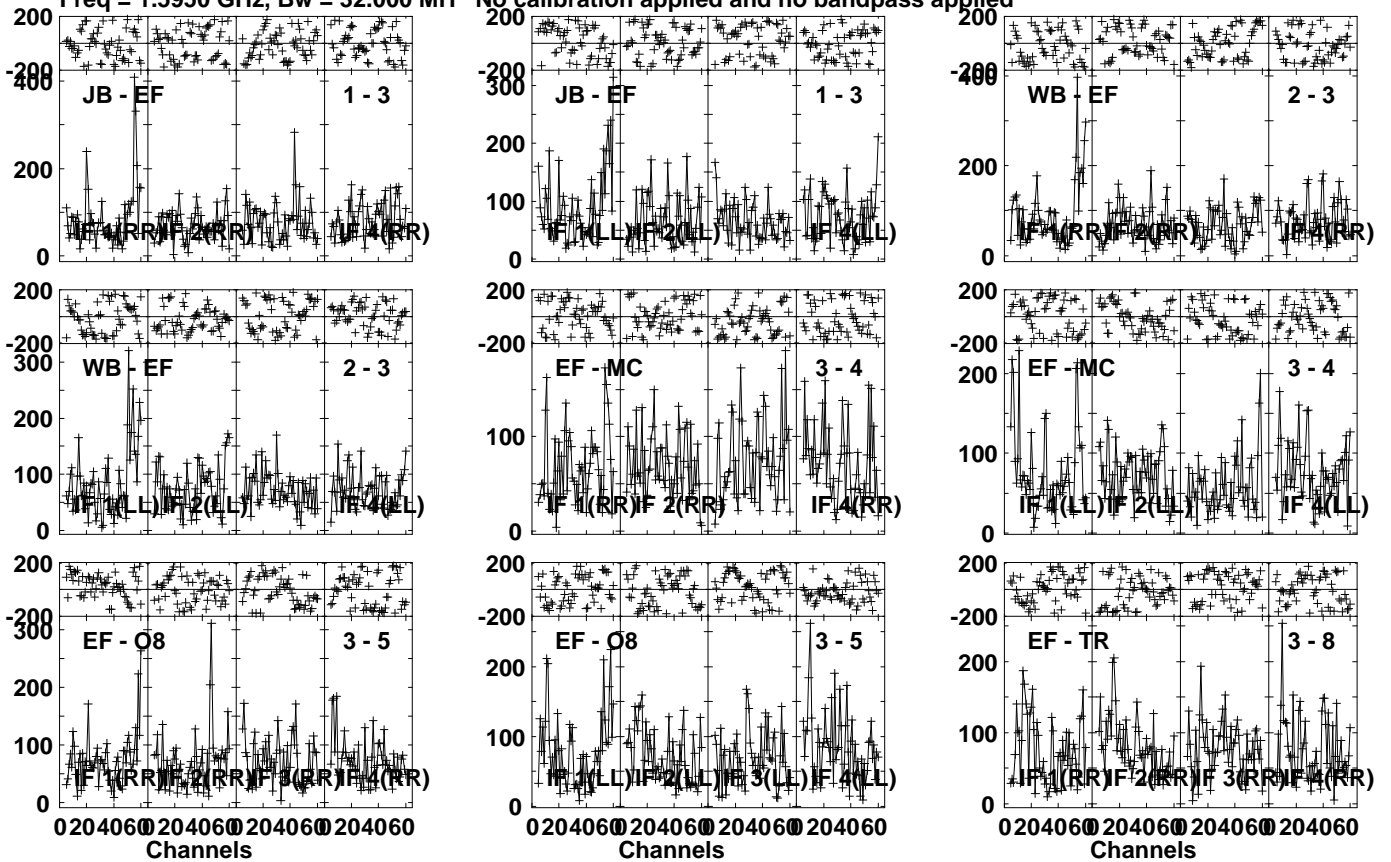 Freq = 1.5950 GHz, Bw = 32.000 MH No calibration applied and no bandpass applied
200
-200
400
200
0
JB - EF
1 - 3
IF 1(RR)
IF 2(RR)
IF 4(RR)
200
-200
300
200
100
0
JB - EF
1 - 3
IF 1(LL)
IF 2(LL)
IF 4(LL)
200
-200
400
200
0
WB - EF
2 - 3
IF 1(RR)
IF 2(RR)
IF 4(RR)
200
-200
300
200
100
0
WB - EF
2 - 3
IF 1(LL)
IF 2(LL)
IF 4(LL)
200
-200
100
0
EF - MC
3 - 4
IF 1(RR)
IF 2(RR)
IF 4(RR)
200
-200
200
100
0
EF - MC
3 - 4
IF 1(LL)
IF 2(LL)
IF 4(LL)
200
-200
300
200
100
0
EF - O8
3 - 5
IF 1(RR)
IF 2(RR)
IF 3(RR)
IF 4(RR)
0 20 40 60 0 20 40 60 0 20 40 60 0 20 40 60
Channels
200
-200
200
100
0
EF - O8
3 - 5
IF 1(LL)
IF 2(LL)
IF 3(LL)
IF 4(LL)
0 20 40 60 0 20 40 60 0 20 40 60 0 20 40 60
Channels
200
-200
200
100
0
EF - TR
3 - 8
IF 1(RR)
IF 2(RR)
IF 3(RR)
IF 4(RR)
0 20 40 60 0 20 40 60 0 20 40 60 0 20 40 60
Channels